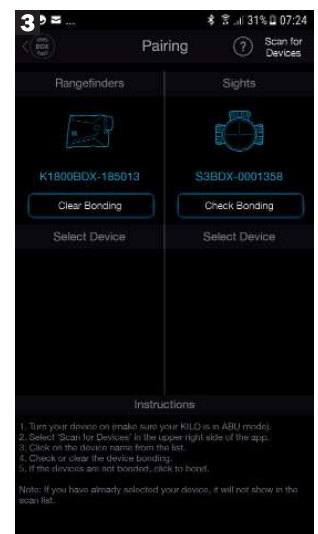 3 ... 31% 07:24
BDX Pairing ? Scan for
Devices
Rangefinders Sights
K1800BDX-185013 S3BDX-0001358
Clear Bonding Check Bonding
Select Device Select Device
Instructions
1. Turn your device on (make sure your KILO is in ABU mode).
2. Select 'Scan for Devices' in the upper right side of the app.
3. Click on the device name from the list.
4. Check or clear the device bonding.
5. If the devices are not bonded, click to bond.
Note: If you have already selected your device, it will not show in the
scan list.